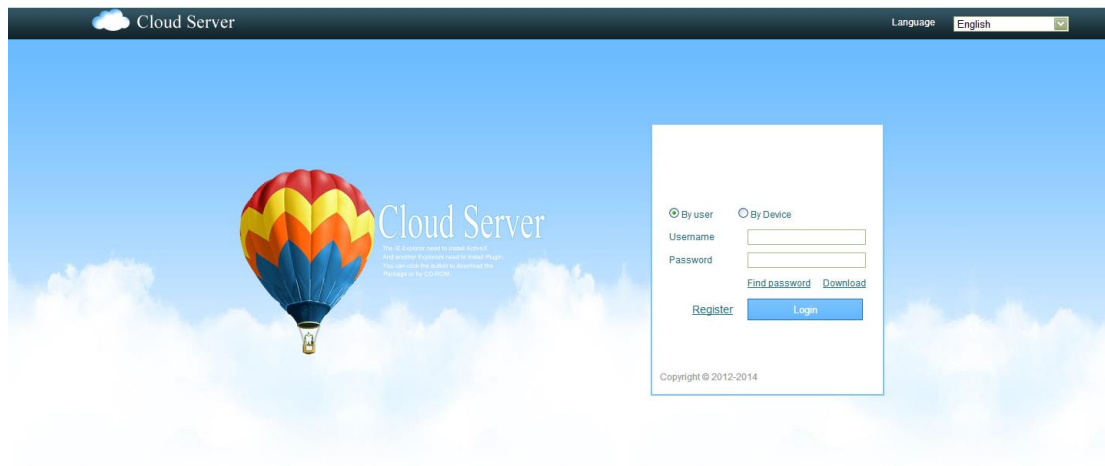 Cloud Server
Language English
Cloud Server
The IE Explorer need to install ActiveX.
And another Explories need to install Plugin.
You can click the button to download the
Package or By CD-ROM.
By user By Device
Username
Password
Find password Download
Register Login
Copyright © 2012-2014